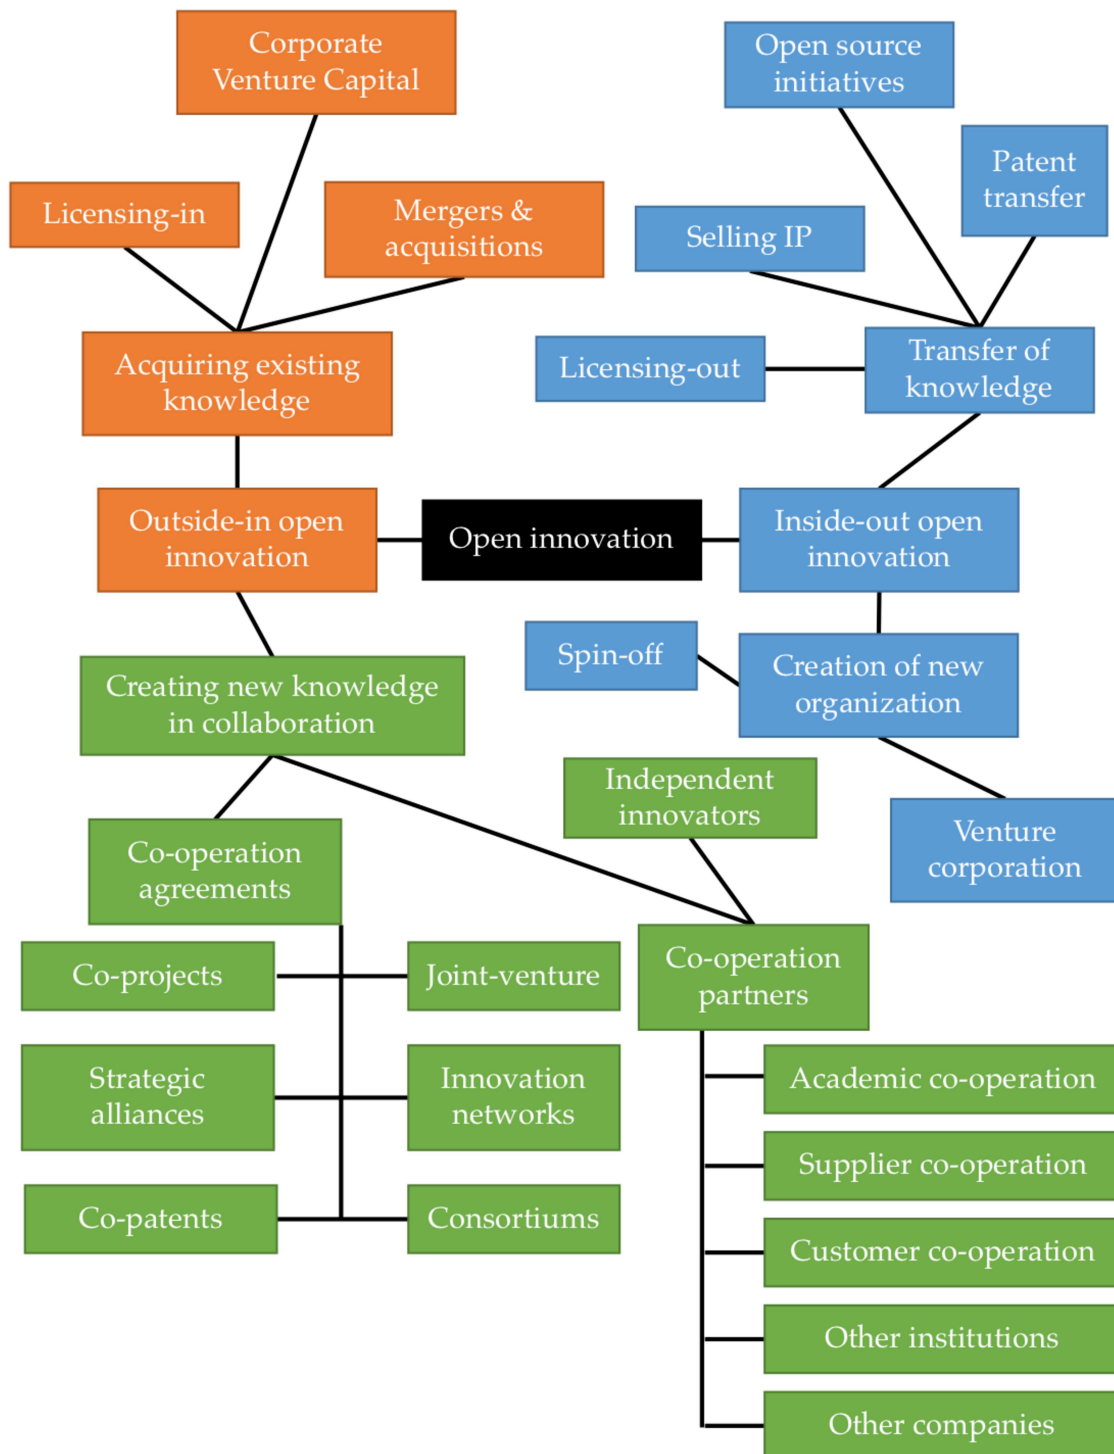 Corporate
Venture Capital
Open source
initiatives
Patent
transfer
Licensing-in
Mergers &
acquisitions
Selling IP
Acquiring existing
knowledge
Licensing-out
Transfer of
knowledge
Outside-in open
innovation
Open innovation
Inside-out open
innovation
Spin-off
Creation of new
organization
Creating new knowledge
in collaboration
Independent
innovators
Venture
corporation
Co-operation
agreements
Co-operation
partners
Co-projects
Joint-venture
Strategic
alliances
Innovation
networks
Co-patents
Consortiums
Academic co-operation
Supplier co-operation
Customer co-operation
Other institutions
Other companies